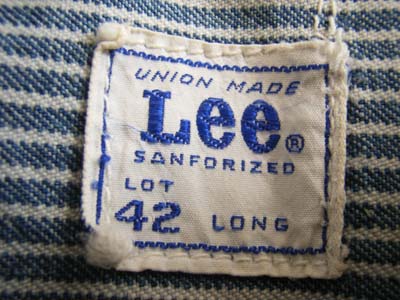 UNION MADE
Lee®
SANFORIZED
LOT
42 LONG